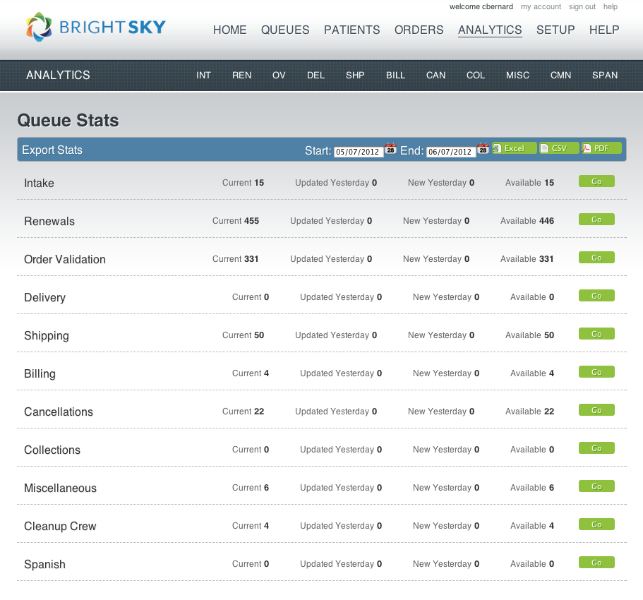 welcome cbernard my account sign out help
BRIGHTSKY HOME QUEUES PATIENTS ORDERS ANALYTICS SETUP HELP
ANALYTICS INT REN OV DEL SHP BILL CAN COL MISC CMN SPAN
Queue Stats
Export Stats Start: 05/07/2012 28 End: 06/07/2012 28 Excel CSV PDF
Intake Current 15 Updated Yesterday 0 New Yesterday 0 Available 15 Go
Renewals Current 455 Updated Yesterday 0 New Yesterday 0 Available 446 Go
Order Validation Current 331 Updated Yesterday 0 New Yesterday 0 Available 331 Go
Delivery Current 0 Updated Yesterday 0 New Yesterday 0 Available 0 Go
Shipping Current 50 Updated Yesterday 0 New Yesterday 0 Available 50 Go
Billing Current 4 Updated Yesterday 0 New Yesterday 0 Available 4 Go
Cancellations Current 22 Updated Yesterday 0 New Yesterday 0 Available 22 Go
Collections Current 0 Updated Yesterday 0 New Yesterday 0 Available 0 Go
Miscellaneous Current 6 Updated Yesterday 0 New Yesterday 0 Available 6 Go
Cleanup Crew Current 4 Updated Yesterday 0 New Yesterday 0 Available 4 Go
Spanish Current 0 Updated Yesterday 0 New Yesterday 0 Available 0 Go